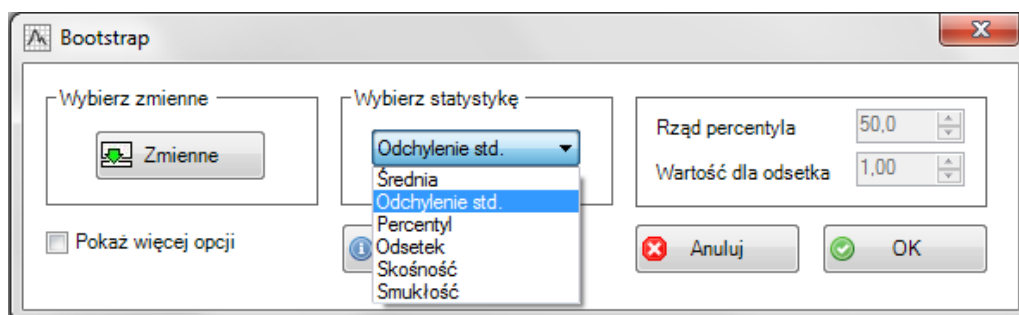 Bootstrap
Wybierz zmienne
Zmienne
Pokaż więcej opcji
Wybierz statystykę
Odchylenie std.
Średnia
Odchylenie std.
Percentyl
Odsetek
Skośność
Smukłość
Rząd percentyla 50,0
Wartość dla odsetka 1,00
Anuluj
OK